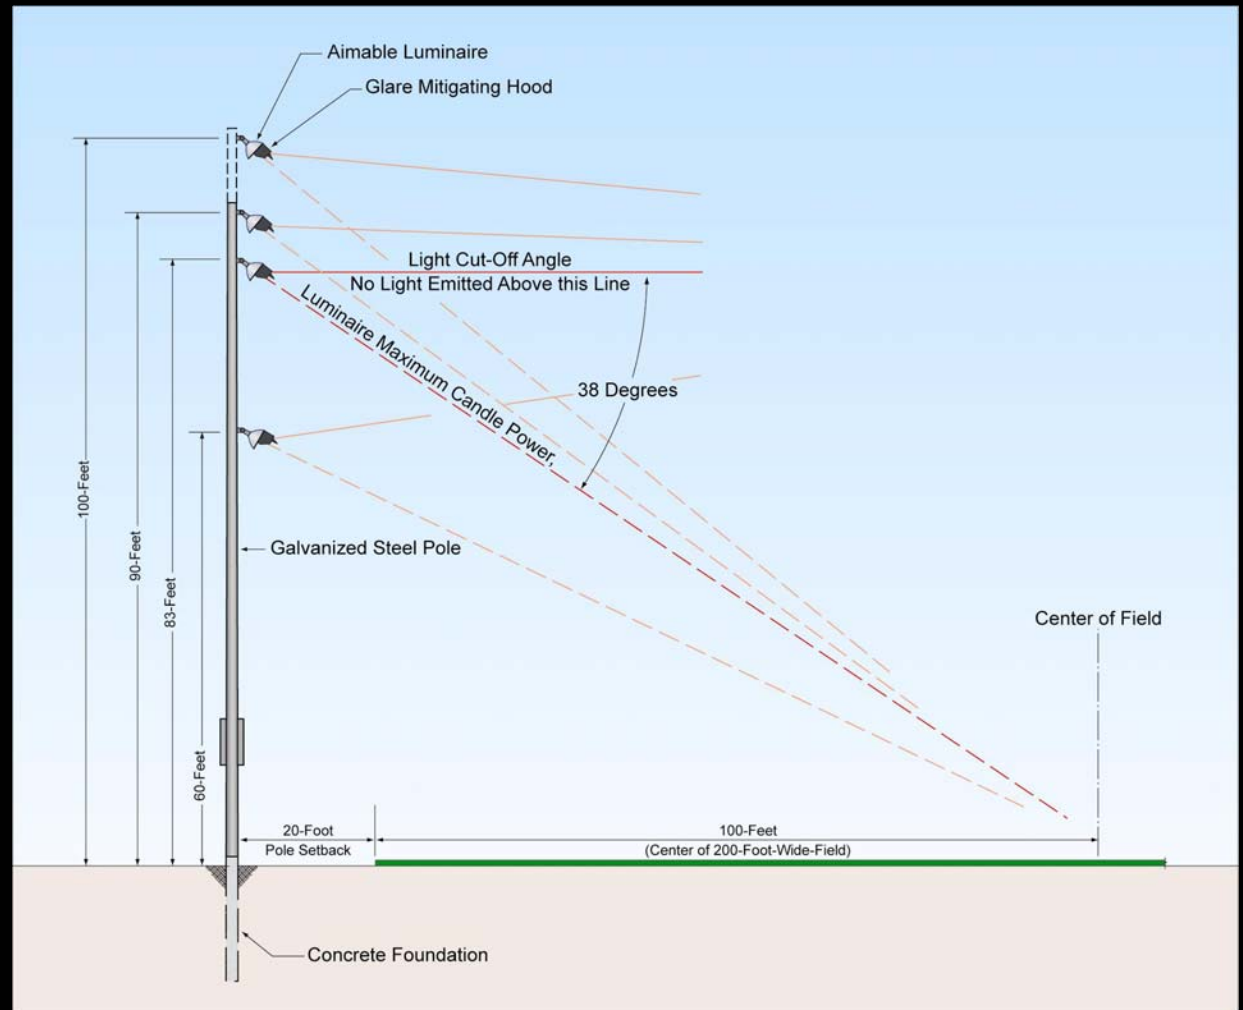 Aimable Luminaire
Glare Mitigating Hood
Light Cut-Off Angle
No Light Emitted Above this Line
Luminaire Maximum Candle Power,
38 Degrees
100-Feet
90-Feet
83-Feet
60-Feet
Galvanized Steel Pole
Center of Field
20-Foot
Pole Setback
100-Feet
(Center of 200-Foot-Wide-Field)
Concrete Foundation